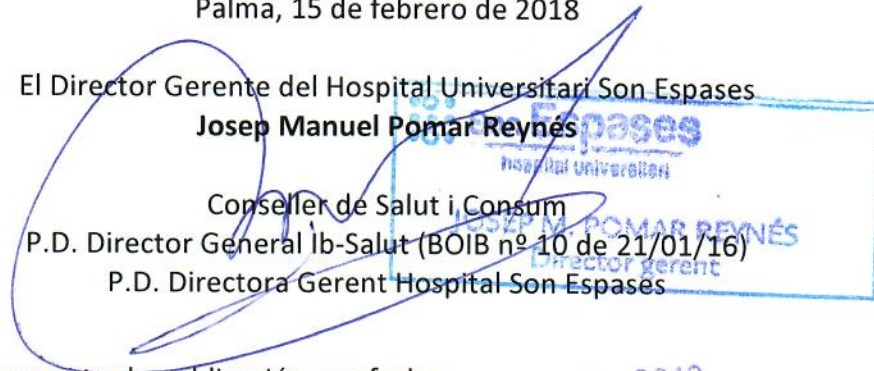 Palma, 15 de febrero de 2018
El Director Gerente del Hospital Universitari Son Espases
Josep Manuel Pomar Reynés
son Espases
hospital universitari
Conseller de Salut i Consum
JOSEP M. POMAR REYNÉS
P.D. Director General Ib-Salut (BOIB nº 10 de 21/01/16)
Director gerent
P.D. Directora Gerent Hospital Son Espases